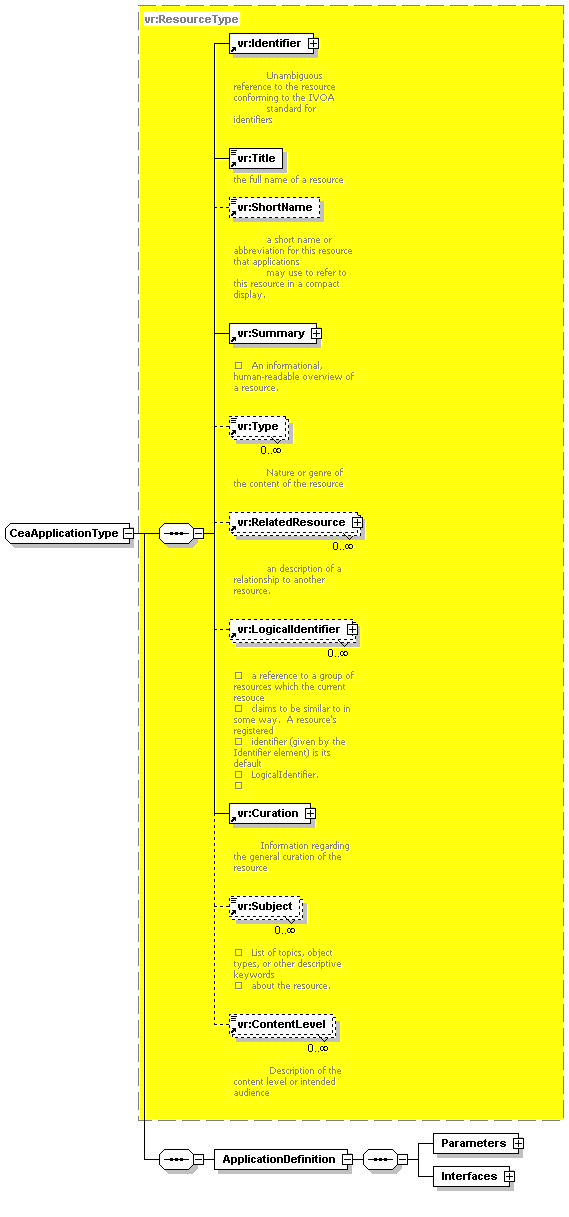 vr:ResourceType
vr:Identifier
Unambiguous
reference to the resource
conforming to the IVOA
standard for
identifiers
vr:Title
the full name of a resource
vr:ShortName
a short name or
abbreviation for this resource
that applications
may use to refer to
this resource in a compact
display.
vr:Summary
An informational,
human-readable overview of
a resource.
vr:Type
0..∞
Nature or genre of
the content of the resource
CeaApplicationType
vr:RelatedResource
0..∞
an description of a
relationship to another
resource.
vr:LogicalIdentifier
0..∞
a reference to a group of
resources which the current
resouce
claims to be similar to in
some way. A resource's
registered
identifier (given by the
Identifier element) is its
default
LogicalIdentifier.
vr:Curation
Information regarding
the general curation of the
resource
vr:Subject
0..∞
List of topics, object
types, or other descriptive
keywords
about the resource.
vr:ContentLevel
0..∞
Description of the
content level or intended
audience
ApplicationDefinition
Parameters
Interfaces